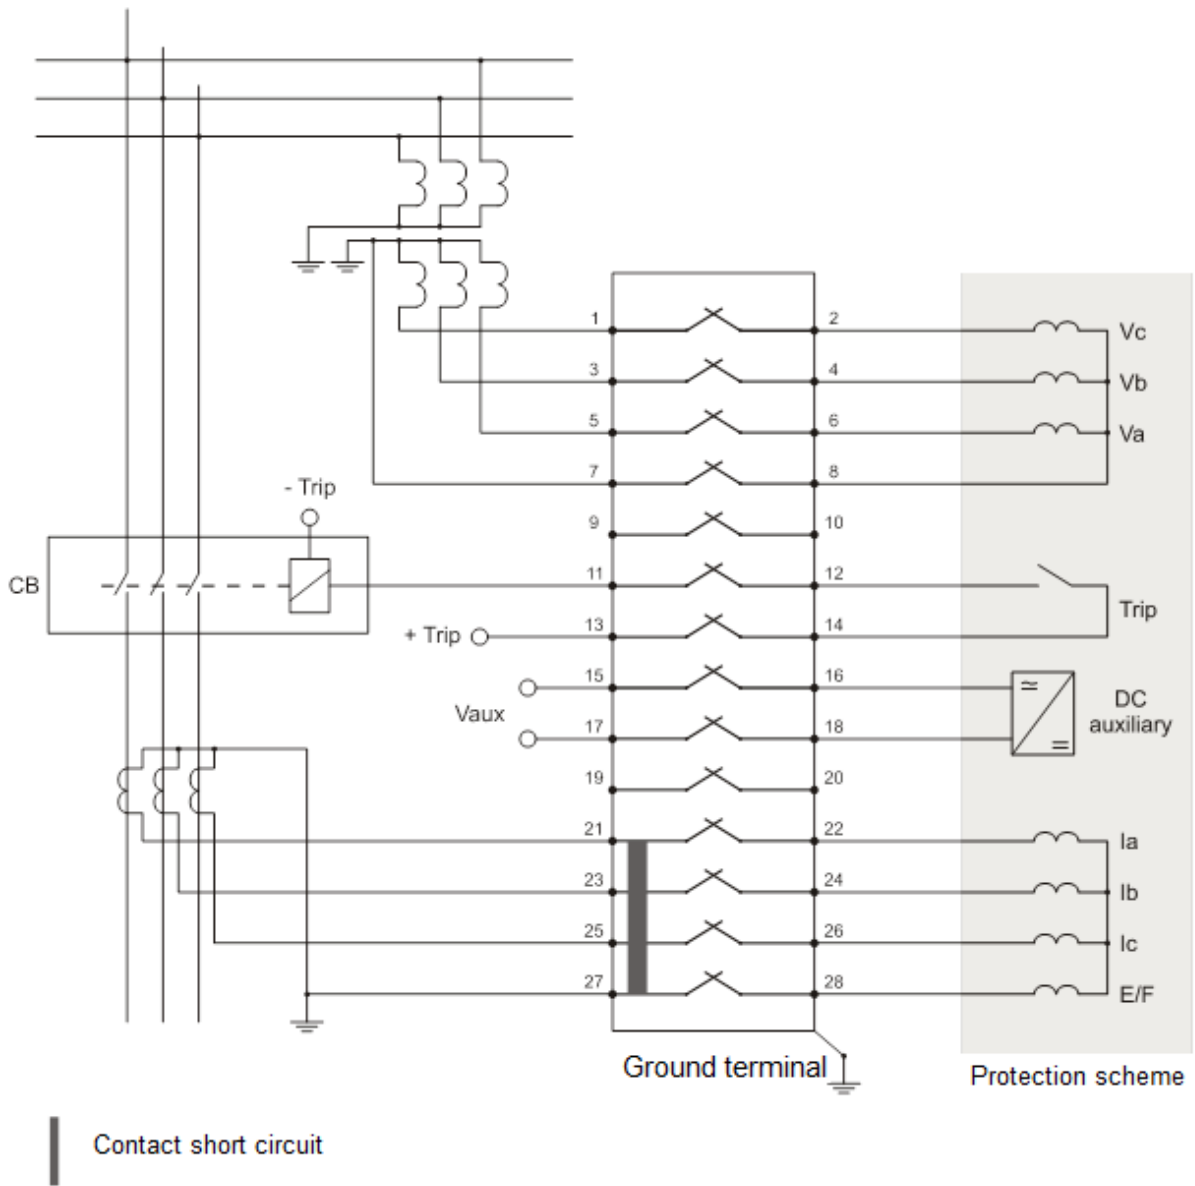 1 2 Vc
3 4 Vb
5 6 Va
7 8
- Trip
9 10
CB
11 12
Trip
+ Trip 13 14
15 16
Vaux
DC
auxiliary
17 18
19 20
21 22 Ia
23 24 Ib
25 26 Ic
27 28 E/F
Ground terminal
Protection scheme
Contact short circuit